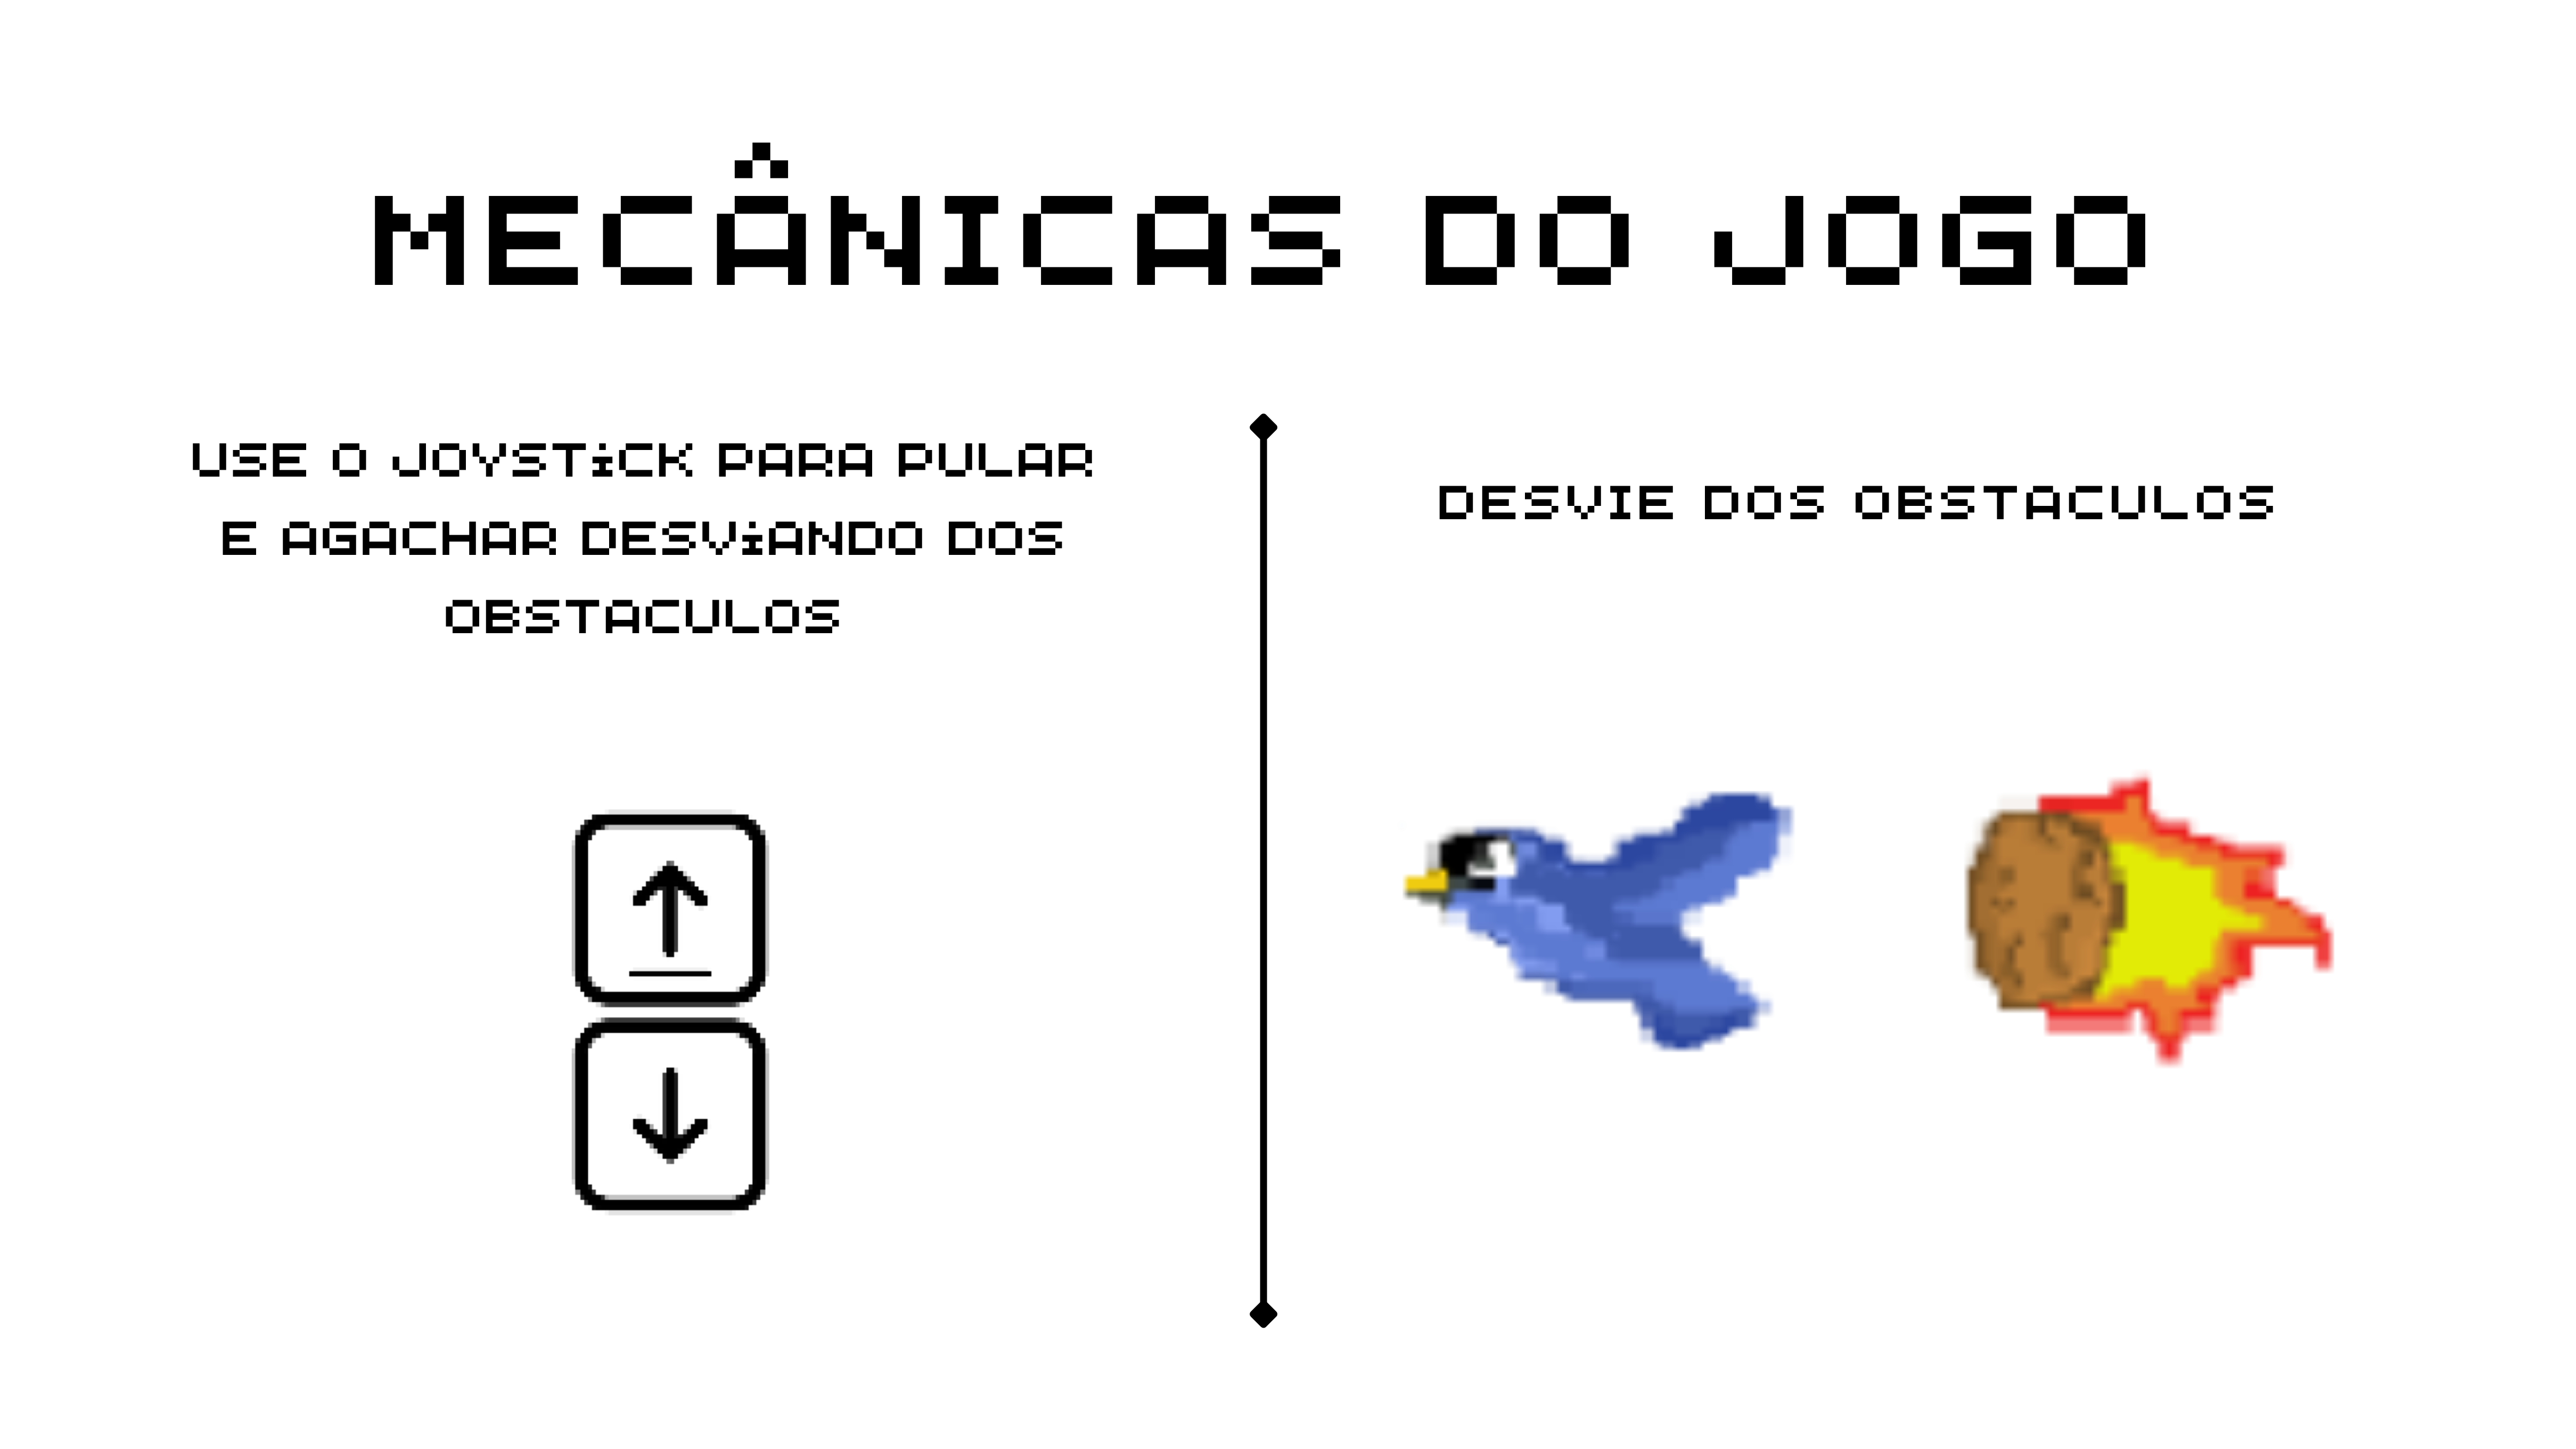 MECÂNICAS DO JOGO
USE O JOYSTiCK PARA PULAR
E AGACHAR DESViANDO DOS
OBSTACULOS
DESVIE DOS OBSTACULOS